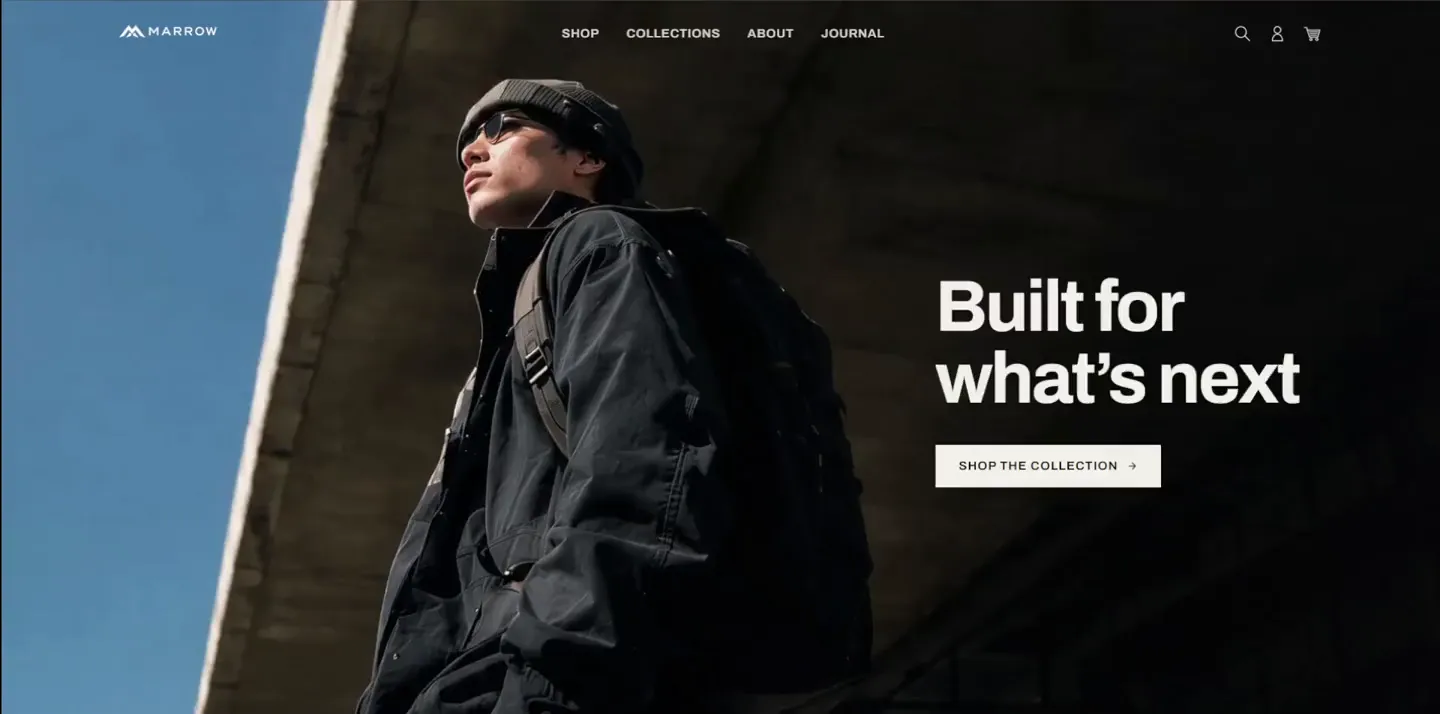 MARROW
SHOP COLLECTIONS ABOUT JOURNAL
Built for
what’s next
SHOP THE COLLECTION →